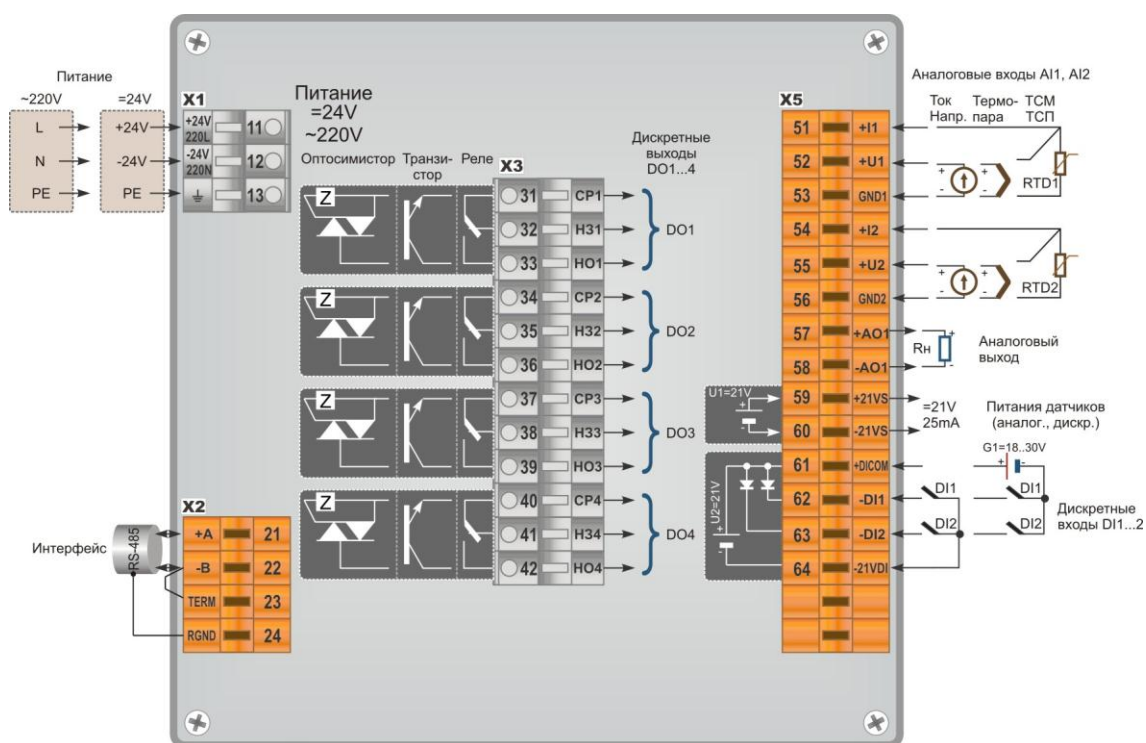 Питание
~220V
=24V
L
N
PE
+24V
-24V
PE
X1
+24V
220L
11
-24V
220N
12
13
Питание
=24V
~220V
Оптосимистор
Транзи-
стор
Реле
X3
Дискретные
выходы
DO1...4
Z
31
CP1
32
H31
33
HO1
DO1
Z
34
CP2
35
H32
36
HO2
DO2
Z
37
CP3
38
H33
39
HO3
DO3
Z
40
CP4
41
H34
42
HO4
DO4
X2
Интерфейс
RS-485
+A
21
-B
22
TERM
23
RGND
24
X5
51
+I1
52
+U1
53
GND1
54
+I2
55
+U2
56
GND2
57
+AO1
58
-AO1
59
+21VS
60
-21VS
61
+DICOM
62
-DI1
63
-DI2
64
-21VDI
U1=21V
U2=21V
Аналоговые входы AI1, AI2
Ток
Напр.
Термо-
пара
ТСМ
ТСП
RTD1
RTD2
Rн
Аналоговый
выход
=21V
25mA
Питания датчиков
(аналог., дискр.)
G1=18..30V
DI1
DI1
DI2
DI2
Дискретные
входы DI1...2